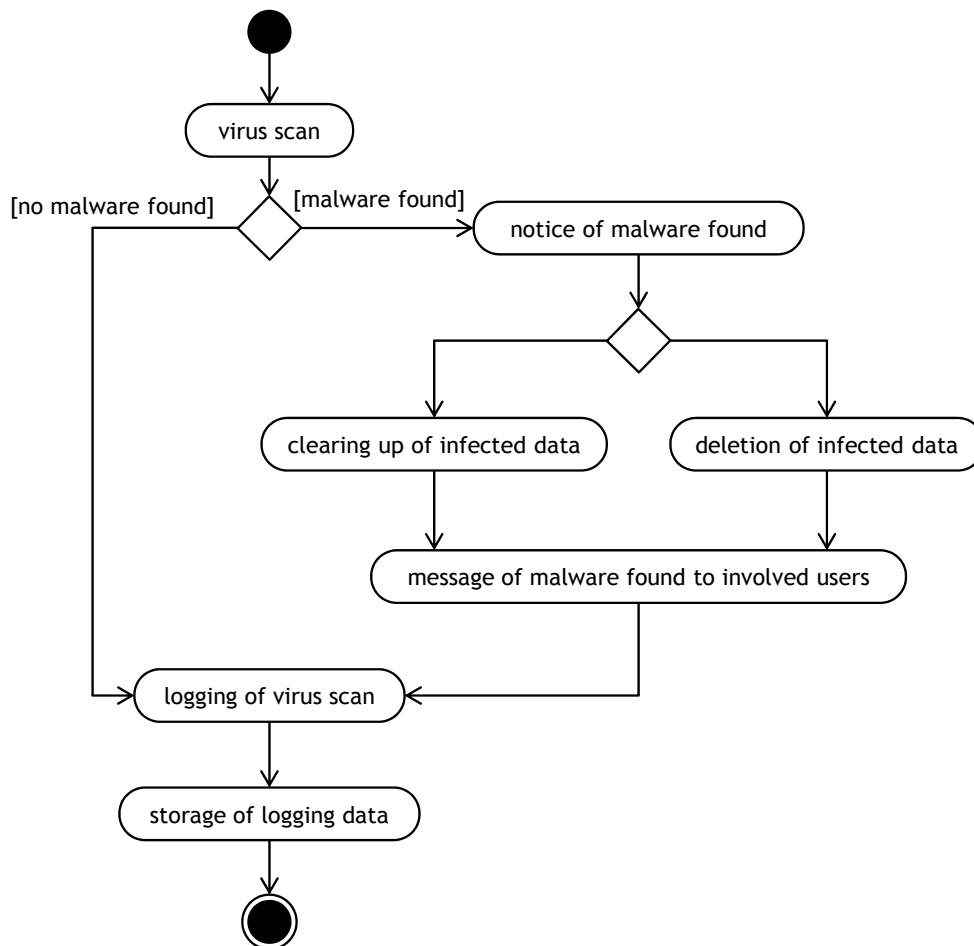 virus scan
[no malware found]
[malware found]
notice of malware found
clearing up of infected data
deletion of infected data
message of malware found to involved users
logging of virus scan
storage of logging data